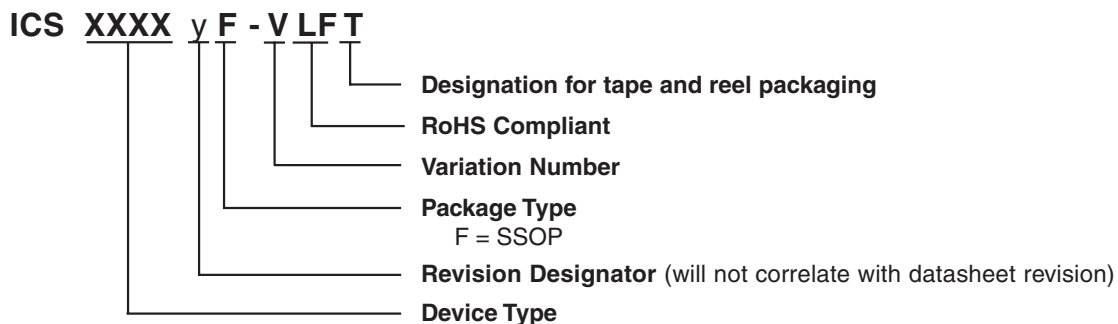 ICS XXXX y F - V LF T
Designation for tape and reel packaging
RoHS Compliant
Variation Number
Package Type
F = SSOP
Revision Designator (will not correlate with datasheet revision)
Device Type